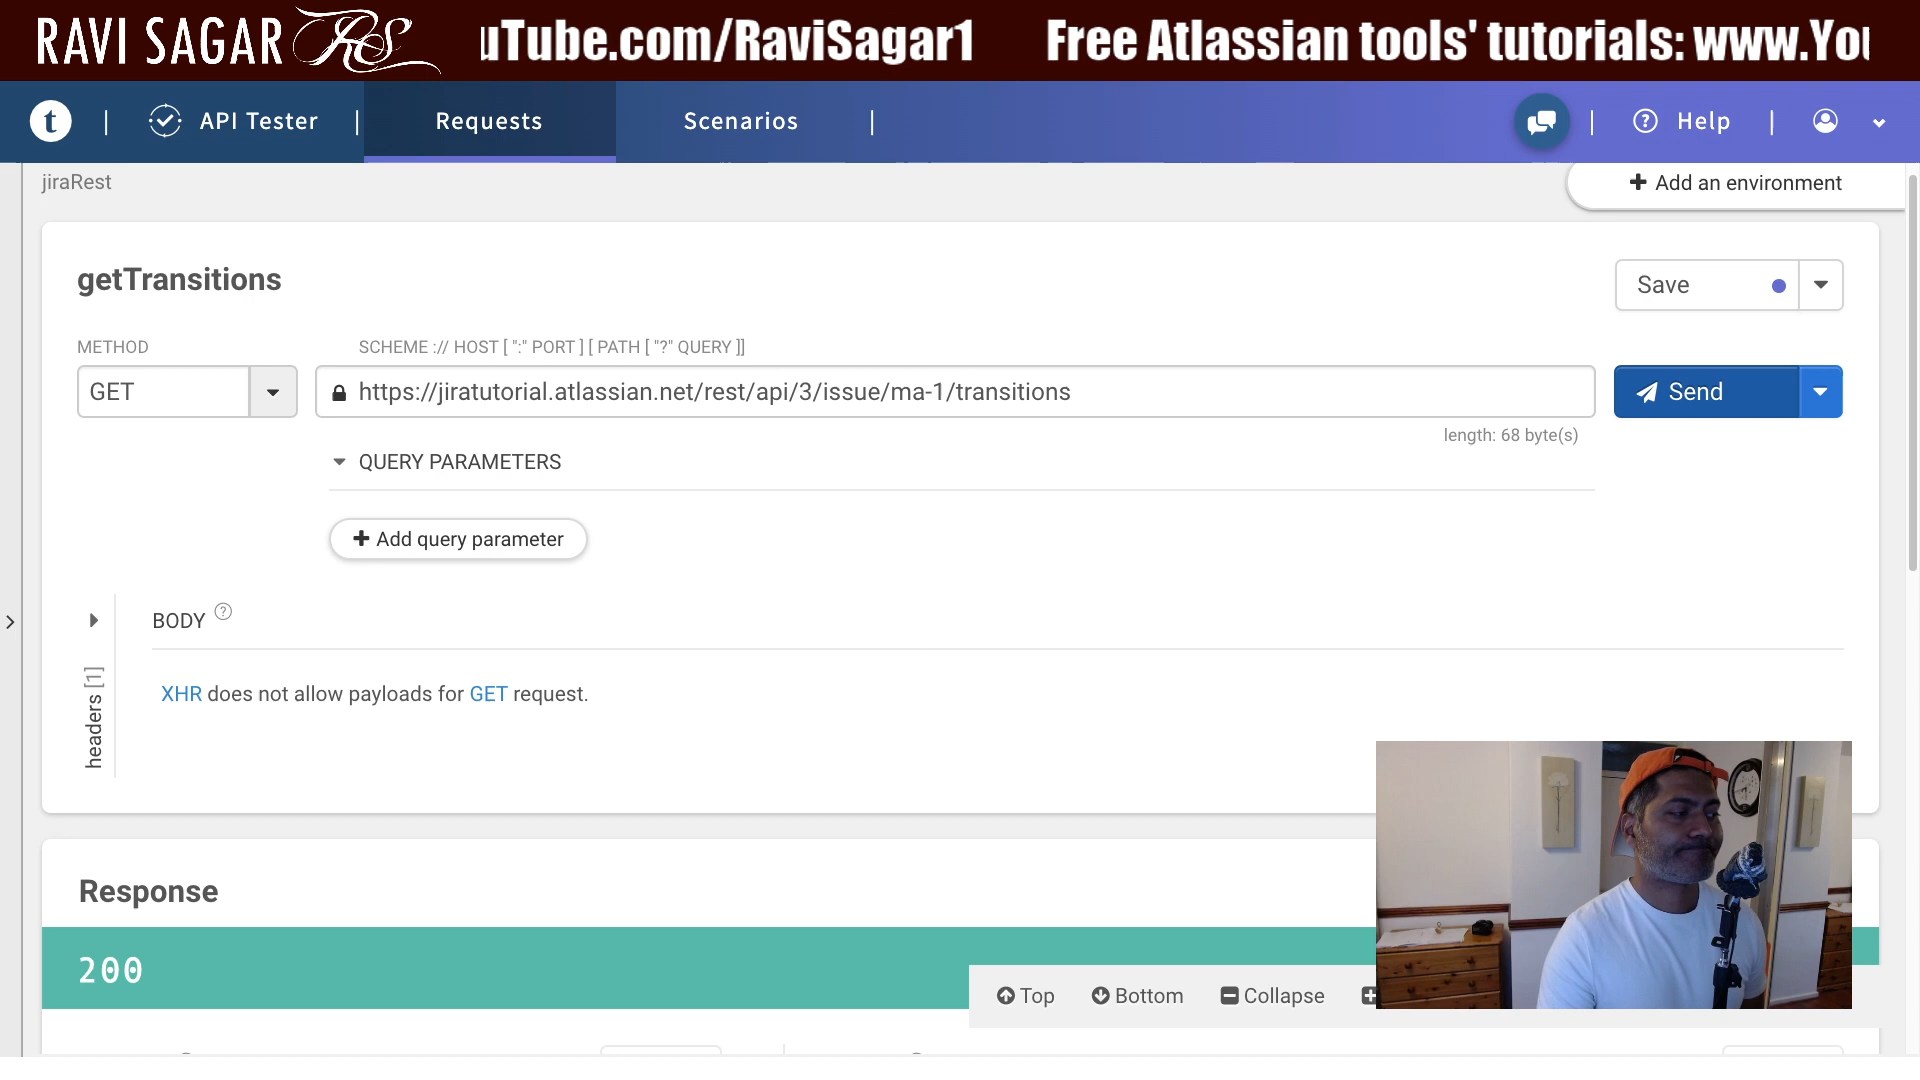 RAVI SAGAR RS
uTube.com/RaviSagar1 Free Atlassian tools' tutorials: www.You
t | API Tester | Requests Scenarios | | Help |
jiraRest
Add an environment
getTransitions
Save
METHOD
SCHEME :// HOST [ ":" PORT ] [ PATH [ "?" QUERY ]]
GET
https://jiratutorial.atlassian.net/rest/api/3/issue/ma-1/transitions
Send
length: 68 byte(s)
QUERY PARAMETERS
Add query parameter
BODY ?
headers [1]
XHR does not allow payloads for GET request.
Response
200
Top Bottom Collapse